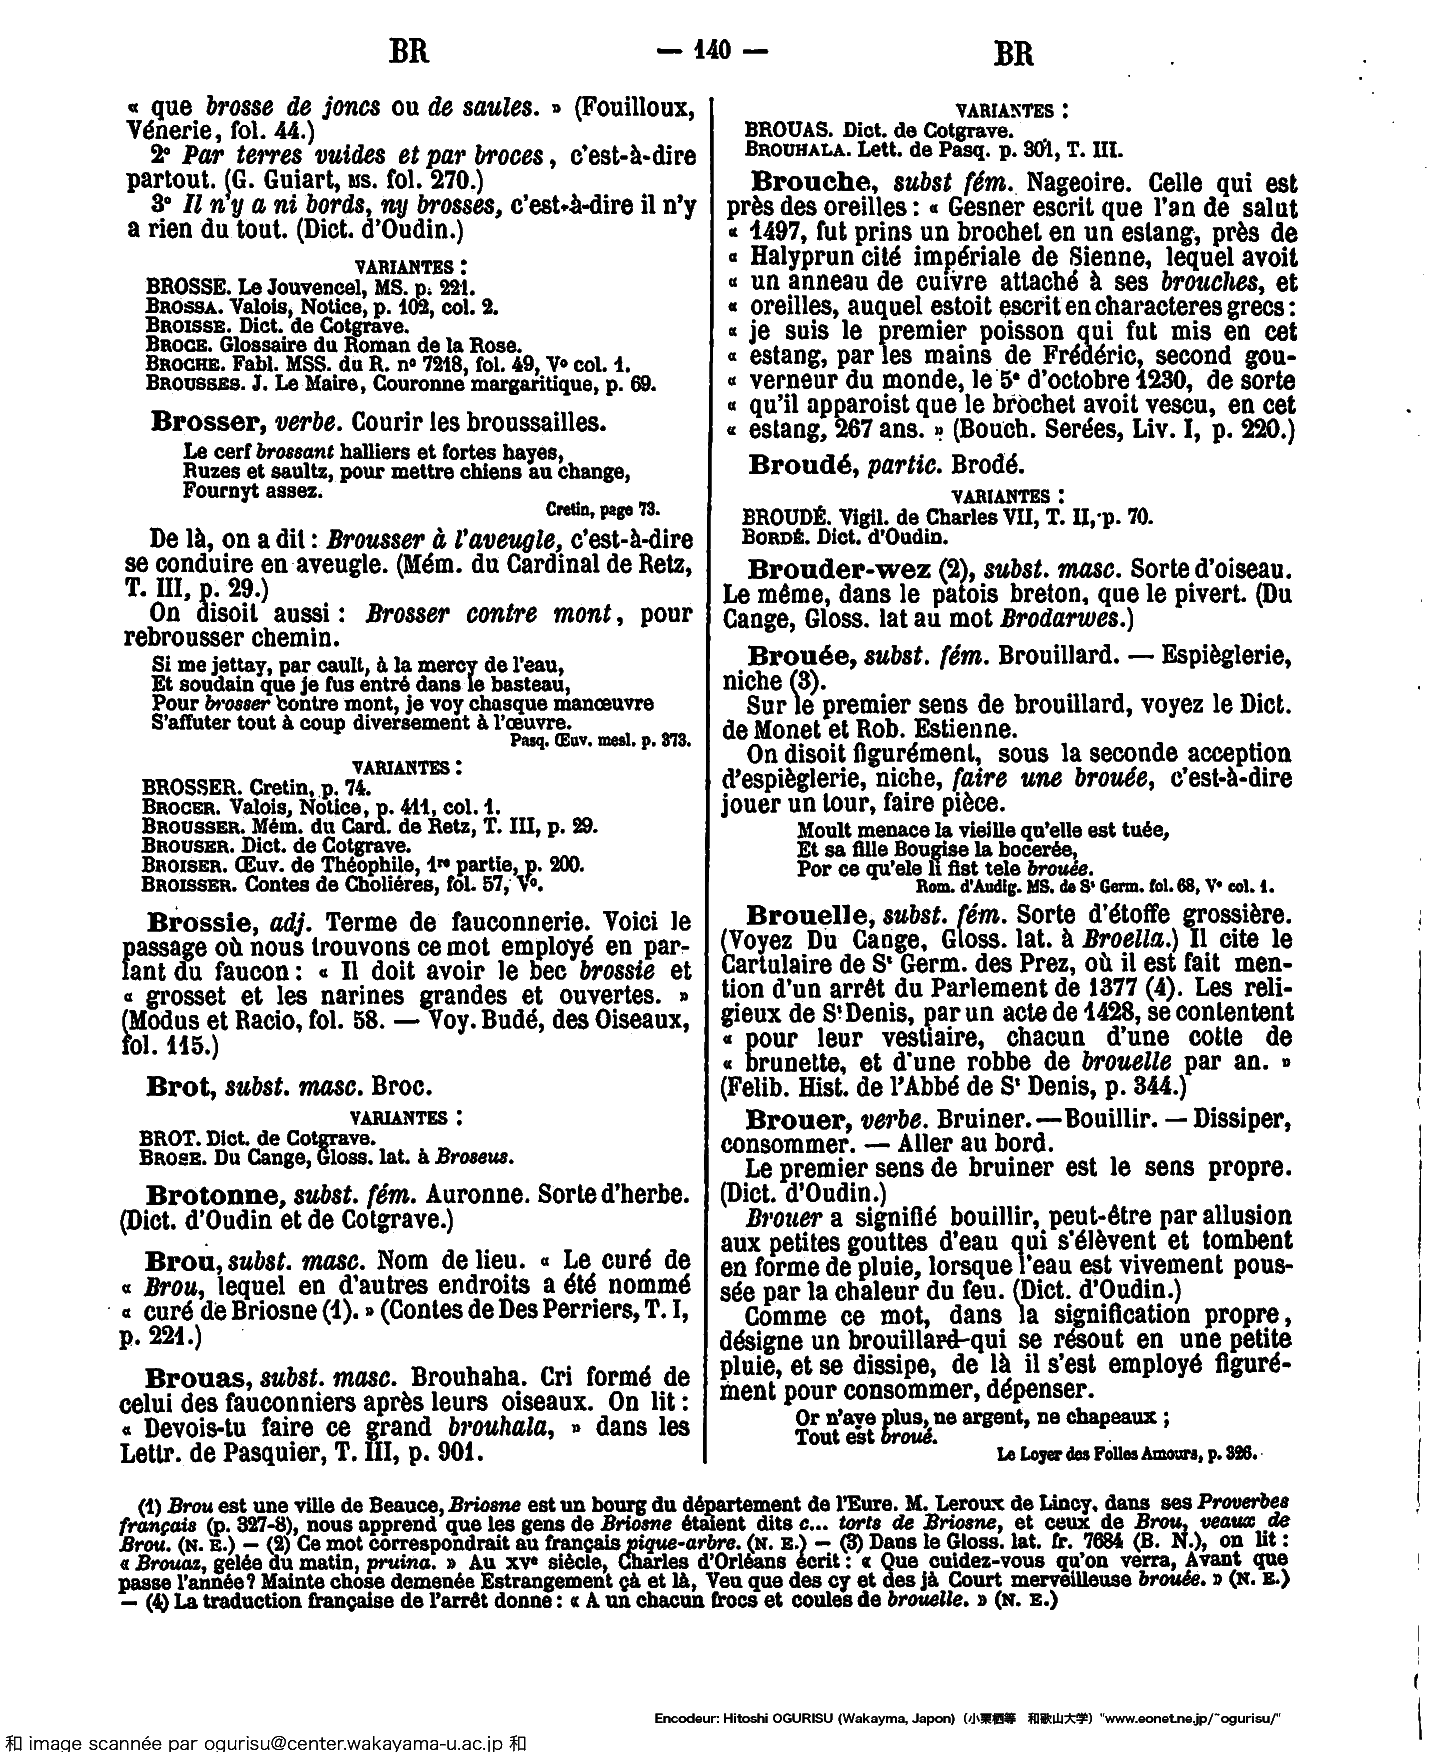 BR — 140 — BR
« que brosse de joncs ou de saules. » (Fouilloux,
Vénerie, fol. 44.)
2° Par terres vuides et par broces, c'est-à-dire
partout. (G. Guiart, MS. fol. 270.)
3° Il n'y a ni bords, ny brosses, c'est-à-dire il n'y
a rien du tout. (Dict. d'Oudin.)
VARIANTES :
BROSSE. Le Jouvencel, MS. p. 221.
BROSSA. Valois, Notice, p. 102, col. 2.
BROISSE. Dict. de Cotgrave.
BROCE. Glossaire du Roman de la Rose.
BROCHE. Fabl. MSS. du R. n° 7218, fol. 49, V° col. 1.
BROUSSES. J. Le Maire, Couronne margaritique, p. 69.
Brosser, verbe. Courir les broussailles.
Le cerf brossant halliers et fortes hayes,
Ruzes et saultz, pour mettre chiens au change,
Fournyt assez.
Cretin, page 73.
De là, on a dit : Brousser à l'aveugle, c'est-à-dire
se conduire en aveugle. (Mém. du Cardinal de Retz,
T. III, p. 29.)
On disoit aussi : Brosser contre mont, pour
rebrousser chemin.
Si me jettay, par cault, à la mercy de l'eau,
Et soudain que je fus entré dans le basteau,
Pour brosser contre mont, je voy chasque manœuvre
S'affuter tout à coup diversement à l'œuvre.
Pasq. Œuv. mesl. p. 373.
VARIANTES :
BROSSER. Cretin, p. 74.
BROCER. Valois, Notice, p. 411, col. 1.
BROUSSER. Mém. du Card. de Retz, T. III, p. 29.
BROUSER. Dict. de Cotgrave.
BROISER. Œuv. de Théophile, 1re partie, p. 200.
BROISSER. Contes de Choliéres, fol. 57, V°.
Brossie, adj. Terme de fauconnerie. Voici le
passage où nous trouvons ce mot employé en par-
lant du faucon : « Il doit avoir le bec brossie et
« grosset et les narines grandes et ouvertes. »
(Modus et Racio, fol. 58. — Voy. Budé, des Oiseaux,
fol. 115.)
Brot, subst. masc. Broc.
VARIANTES :
BROT. Dict. de Cotgrave.
BROSE. Du Cange, Gloss. lat. à Broseus.
Brotonne, subst. fém. Auronne. Sorte d'herbe.
(Dict. d'Oudin et de Cotgrave.)
Brou, subst. masc. Nom de lieu. « Le curé de
« Brou, lequel en d'autres endroits a été nommé
« curé de Briosne (1). » (Contes de Des Perriers, T. I,
p. 221.)
Brouas, subst. masc. Brouhaha. Cri formé de
celui des fauconniers après leurs oiseaux. On lit :
« Devois-tu faire ce grand brouhala, » dans les
Lettr. de Pasquier, T. III, p. 901.
VARIANTES :
BROUAS. Dict. de Cotgrave.
BROUHALA. Lett. de Pasq. p. 301, T. III.
Brouche, subst fém. Nageoire. Celle qui est
près des oreilles : « Gesner escrit que l'an de salut
« 1497, fut prins un brochet en un estang, près de
« Halyprun cité impériale de Sienne, lequel avoit
« un anneau de cuivre attaché à ses brouches, et
« oreilles, auquel estoit escrit en characteres grecs :
« je suis le premier poisson qui fut mis en cet
« estang, par les mains de Frédéric, second gou-
« verneur du monde, le 5e d'octobre 1230, de sorte
« qu'il apparoist que le brochet avoit vescu, en cet
« estang, 267 ans. » (Bouch. Serées, Liv. I, p. 220.)
Broudé, partic. Brodé.
VARIANTES :
BROUDÉ. Vigil. de Charles VII, T. II, p. 70.
BORDÉ. Dict. d'Oudin.
Brouder-wez (2), subst. masc. Sorte d'oiseau.
Le même, dans le patois breton, que le pivert. (Du
Cange, Gloss. lat au mot Brodarwes.)
Brouée, subst. fém. Brouillard. — Espièglerie,
niche (3).
Sur le premier sens de brouillard, voyez le Dict.
de Monet et Rob. Estienne.
On disoit figurément, sous la seconde acception
d'espièglerie, niche, faire une brouée, c'est-à-dire
jouer un tour, faire pièce.
Moult menace la vieille qu'elle est tuée,
Et sa fille Bougise la bocerée,
Por ce qu'ele li fist tele brouée.
Rom. d'Audig. MS. de St Germ. fol. 68, V° col. 1.
Brouelle, subst. fém. Sorte d'étoffe grossière.
(Voyez Du Cange, Gloss. lat. à Broella.) Il cite le
Cartulaire de St Germ. des Prez, où il est fait men-
tion d'un arrêt du Parlement de 1377 (4). Les reli-
gieux de St Denis, par un acte de 1428, se contentent
« pour leur vestiaire, chacun d'une cotte de
« brunette, et d'une robbe de brouelle par an. »
(Felib. Hist. de l'Abbé de St Denis, p. 344.)
Brouer, verbe. Bruiner. — Bouillir. — Dissiper,
consommer. — Aller au bord.
Le premier sens de bruiner est le sens propre.
(Dict. d'Oudin.)
Brouer a signifié bouillir, peut-être par allusion
aux petites gouttes d'eau qui s'élèvent et tombent
en forme de pluie, lorsque l'eau est vivement pous-
sée par la chaleur du feu. (Dict. d'Oudin.)
Comme ce mot, dans la signification propre,
désigne un brouillard qui se résout en une petite
pluie, et se dissipe, de là il s'est employé figuré-
ment pour consommer, dépenser.
Or n'aye plus, ne argent, ne chapeaux ;
Tout est broué.
Le Loyer des Folles Amours, p. 326.
(1) Brou est une ville de Beauce, Briosne est un bourg du département de l'Eure. M. Leroux de Lincy, dans ses Proverbes
français (p. 327-8), nous apprend que les gens de Briosne étaient dits c... torts de Briosne, et ceux de Brou, veaux de
Brou. (N. E.) — (2) Ce mot correspondrait au français pique-arbre. (N. E.) — (3) Dans le Gloss. lat. fr. 7684 (B. N.), on lit :
« Brouaz, gelée du matin, pruina. » Au XVe siècle, Charles d'Orléans écrit : « Que cuidez-vous qu'on verra, Avant que
passe l'année? Mainte chose demenée Estrangement çà et là, Veu que des cy et des jà Court merveilleuse brouée. » (N. E.)
— (4) La traduction française de l'arrêt donne : « A un chacun frocs et coules de brouelle. » (N. E.)
Encodeur: Hitoshi OGURISU (Wakayma, Japon) (小栗栖等 和歌山大学) "www.eonet.ne.jp/~ogurisu/"
和 image scannée par ogurisu@center.wakayama-u.ac.jp 和